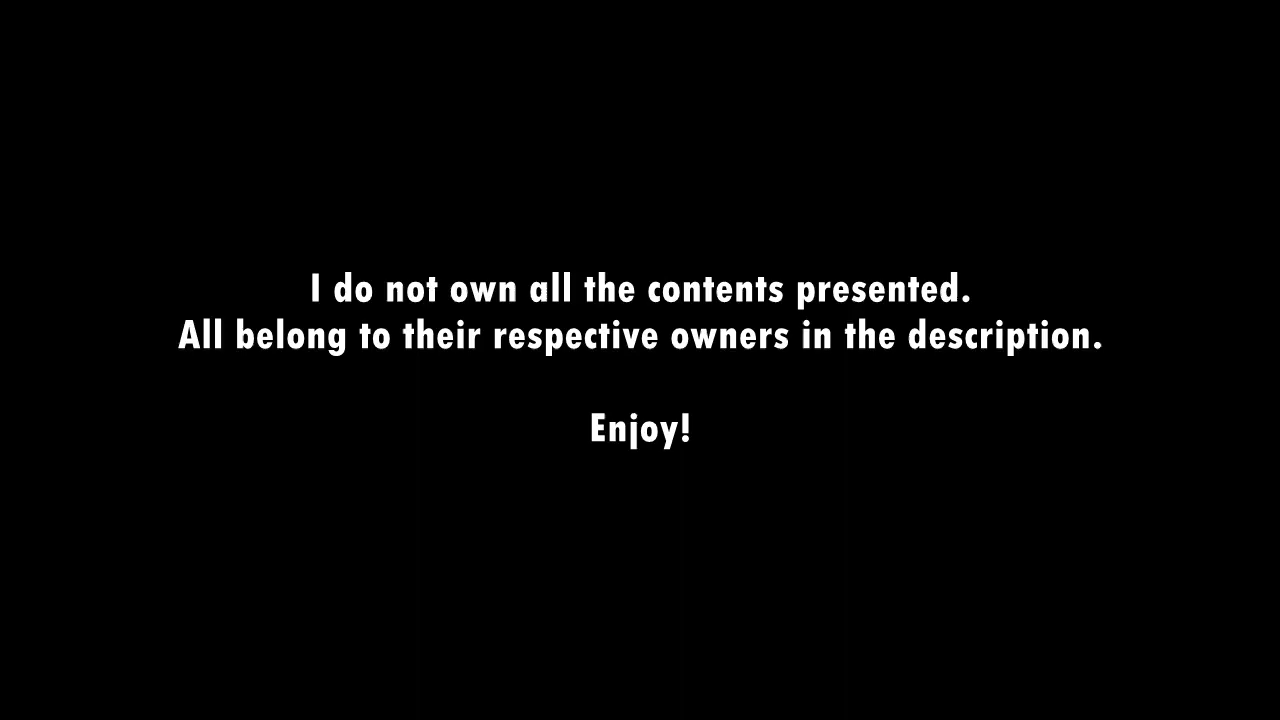 I do not own all the contents presented.
All belong to their respective owners in the description.
Enjoy!